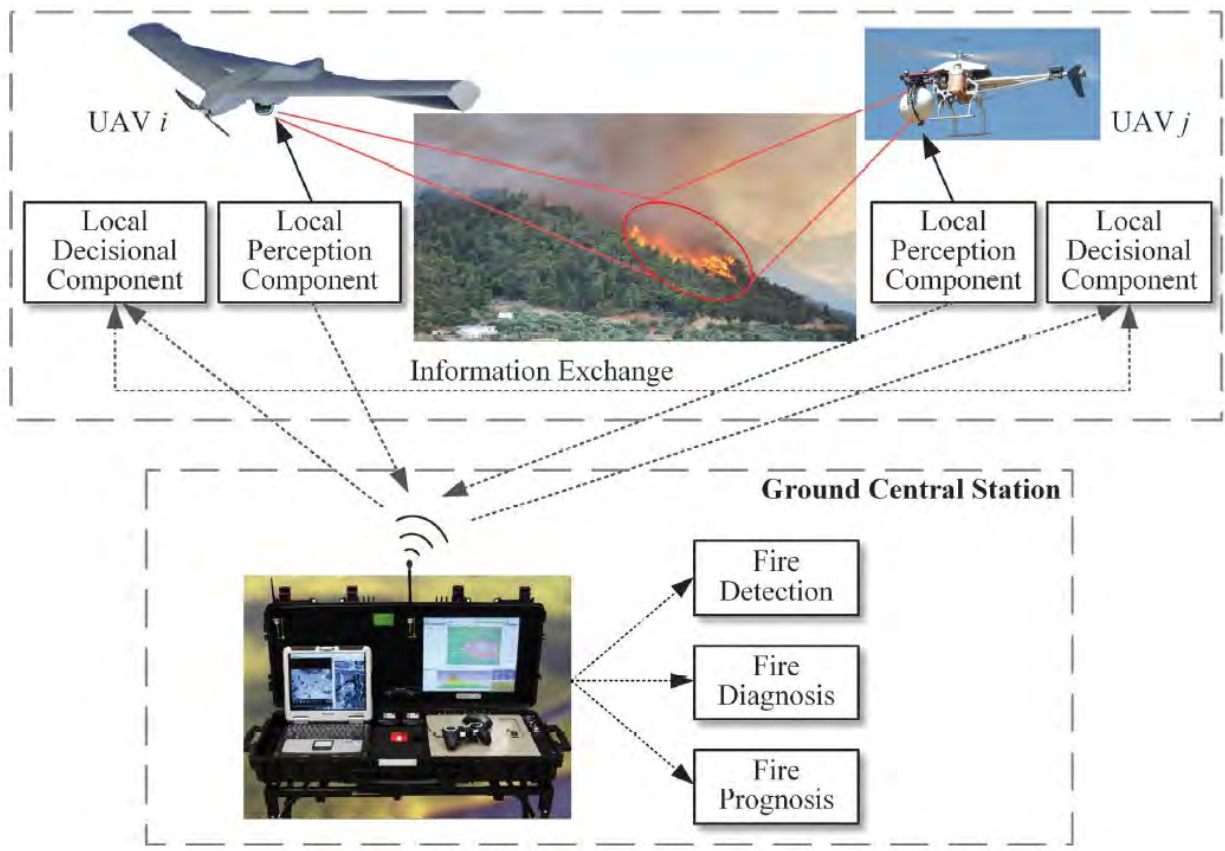 UAV i
UAV j
Local
Decisional
Component
Local
Perception
Component
Local
Perception
Component
Local
Decisional
Component
Information Exchange
Ground Central Station
Fire
Detection
Fire
Diagnosis
Fire
Prognosis